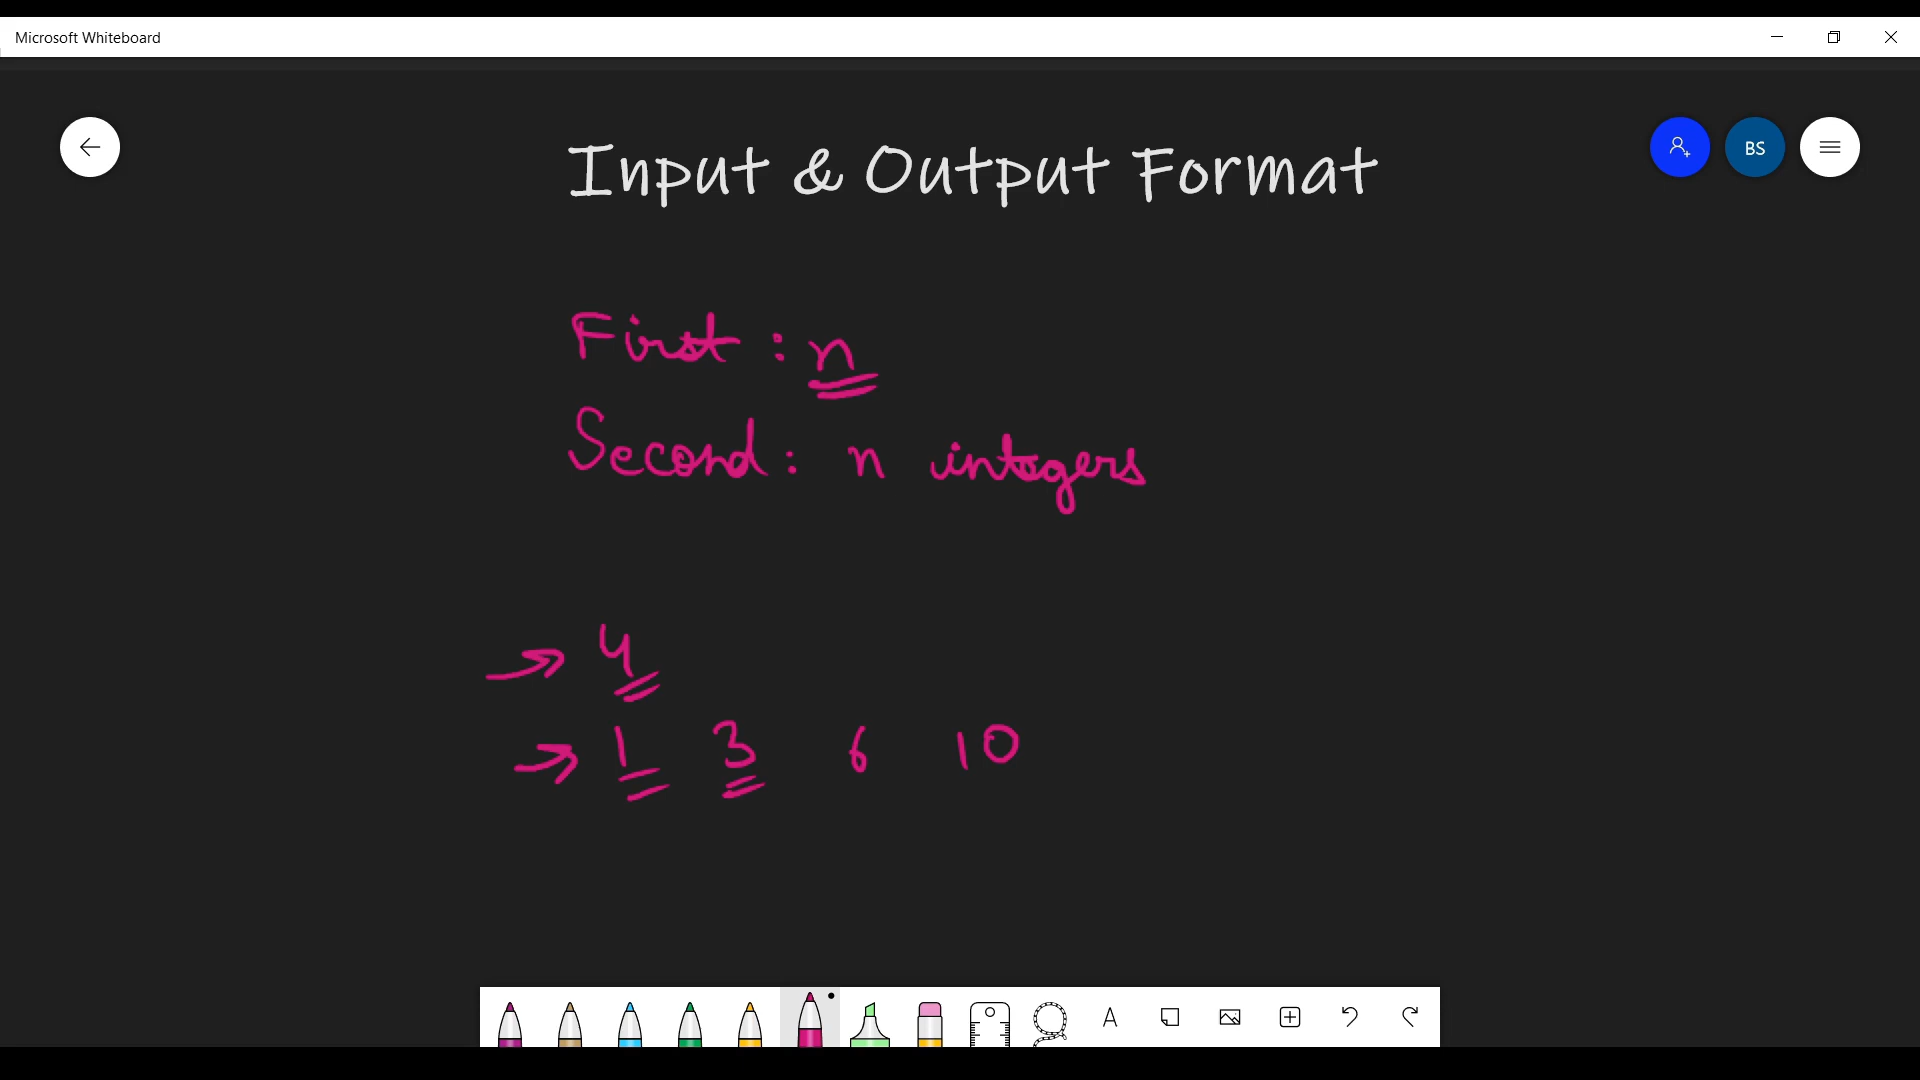 Microsoft Whiteboard
BS
Input & Output Format
First : n
Second : n integers
→ 4
→ 1 3 6 10
A